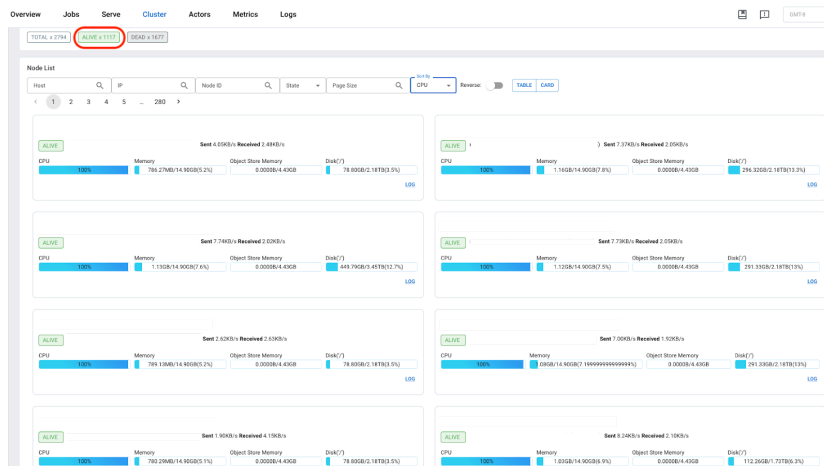 Overview Jobs Serve Cluster Actors Metrics Logs GMT-8
TOTAL x 2794 ALIVE x 1117 DEAD x 1677
Node List
Host IP Node ID State Page Size Sort By CPU Reverse: TABLE CARD
< 1 2 3 4 5 ... 280 >
ALIVE Sent 4.05KB/s Received 2.48KB/s
CPU Memory Object Store Memory Disk('/')
100% 786.27MB/14.90GB(5.2%) 0.0000B/4.43GB 78.80GB/2.18TB(3.5%)
LOG
ALIVE Sent 7.37KB/s Received 2.05KB/s
CPU Memory Object Store Memory Disk('/')
100% 1.16GB/14.90GB(7.8%) 0.0000B/4.43GB 296.32GB/2.18TB(13.3%)
LOG
ALIVE Sent 7.74KB/s Received 2.02KB/s
CPU Memory Object Store Memory Disk('/')
100% 1.13GB/14.90GB(7.6%) 0.0000B/4.43GB 449.79GB/3.45TB(12.7%)
LOG
ALIVE Sent 7.73KB/s Received 2.05KB/s
CPU Memory Object Store Memory Disk('/')
100% 1.12GB/14.90GB(7.5%) 0.0000B/4.43GB 291.33GB/2.18TB(13%)
LOG
ALIVE Sent 2.62KB/s Received 2.63KB/s
CPU Memory Object Store Memory Disk('/')
100% 789.13MB/14.90GB(5.2%) 0.0000B/4.43GB 78.80GB/2.18TB(3.5%)
LOG
ALIVE Sent 7.00KB/s Received 1.92KB/s
CPU Memory Object Store Memory Disk('/')
100% 1.08GB/14.90GB(7.199999999999999%) 0.0000B/4.43GB 291.33GB/2.18TB(13%)
LOG
ALIVE Sent 1.90KB/s Received 4.15KB/s
CPU Memory Object Store Memory Disk('/')
100% 780.29MB/14.90GB(5.1%) 0.0000B/4.43GB 78.80GB/2.18TB(3.5%)
ALIVE Sent 8.24KB/s Received 2.10KB/s
CPU Memory Object Store Memory Disk('/')
100% 1.03GB/14.90GB(6.9%) 0.0000B/4.43GB 112.26GB/1.73TB(6.3%)